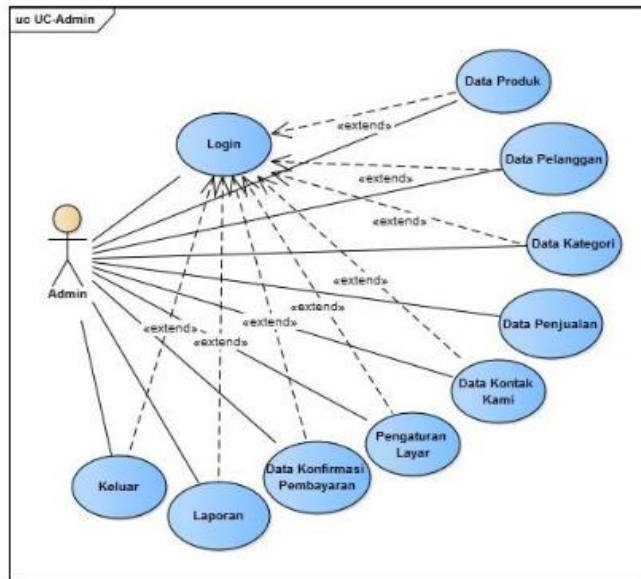 uc UC-Admin
Data Produk
Login
«extend»
Data Pelanggan
«extend»
«extend»
Data Kategori
Admin
Data Penjualan
«extend»
«extend» «extend»
«extend»
Data Kontak
Kami
Pengaturan
Layar
Data Konfirmasi
Pembayaran
Keluar
Laporan